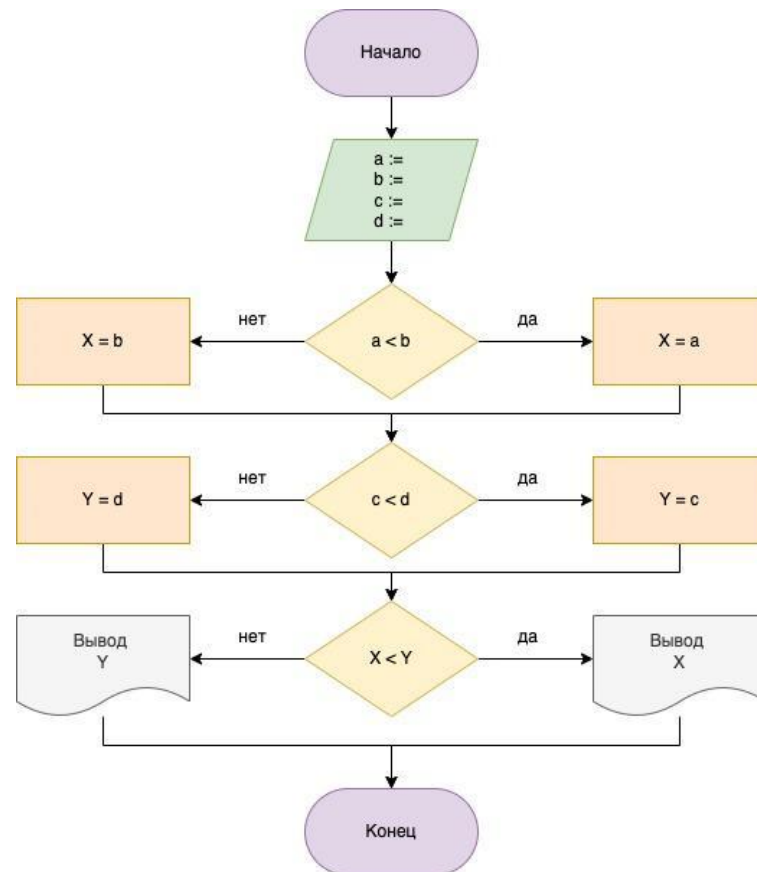 Начало
a :=
b :=
c :=
d :=
X = b
нет
a < b
да
X = a
Y = d
нет
c < d
да
Y = c
Вывод
Y
нет
X < Y
да
Вывод
X
Конец